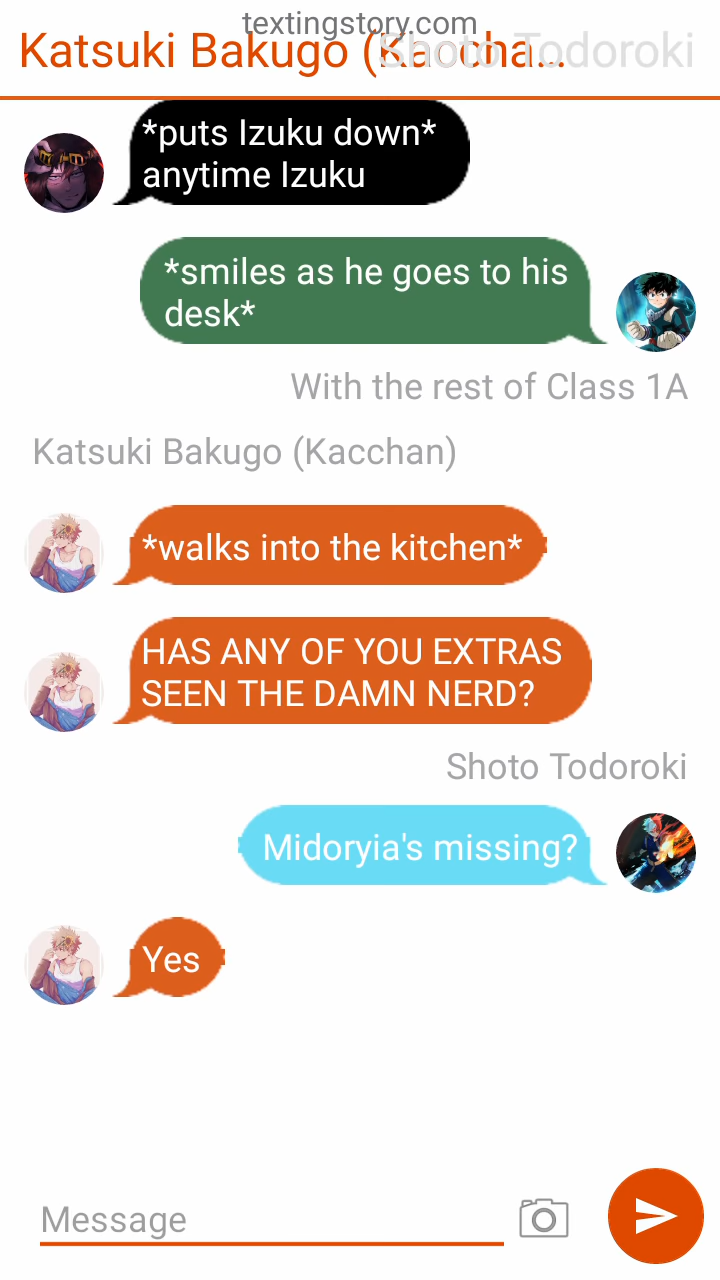 textingstory.com
Katsuki Bakugo (Kaccha...
Shoto Todoroki
*puts Izuku down*
anytime Izuku
*smiles as he goes to his
desk*
With the rest of Class 1A
Katsuki Bakugo (Kacchan)
*walks into the kitchen*
HAS ANY OF YOU EXTRAS
SEEN THE DAMN NERD?
Shoto Todoroki
Midoryia's missing?
Yes
Message